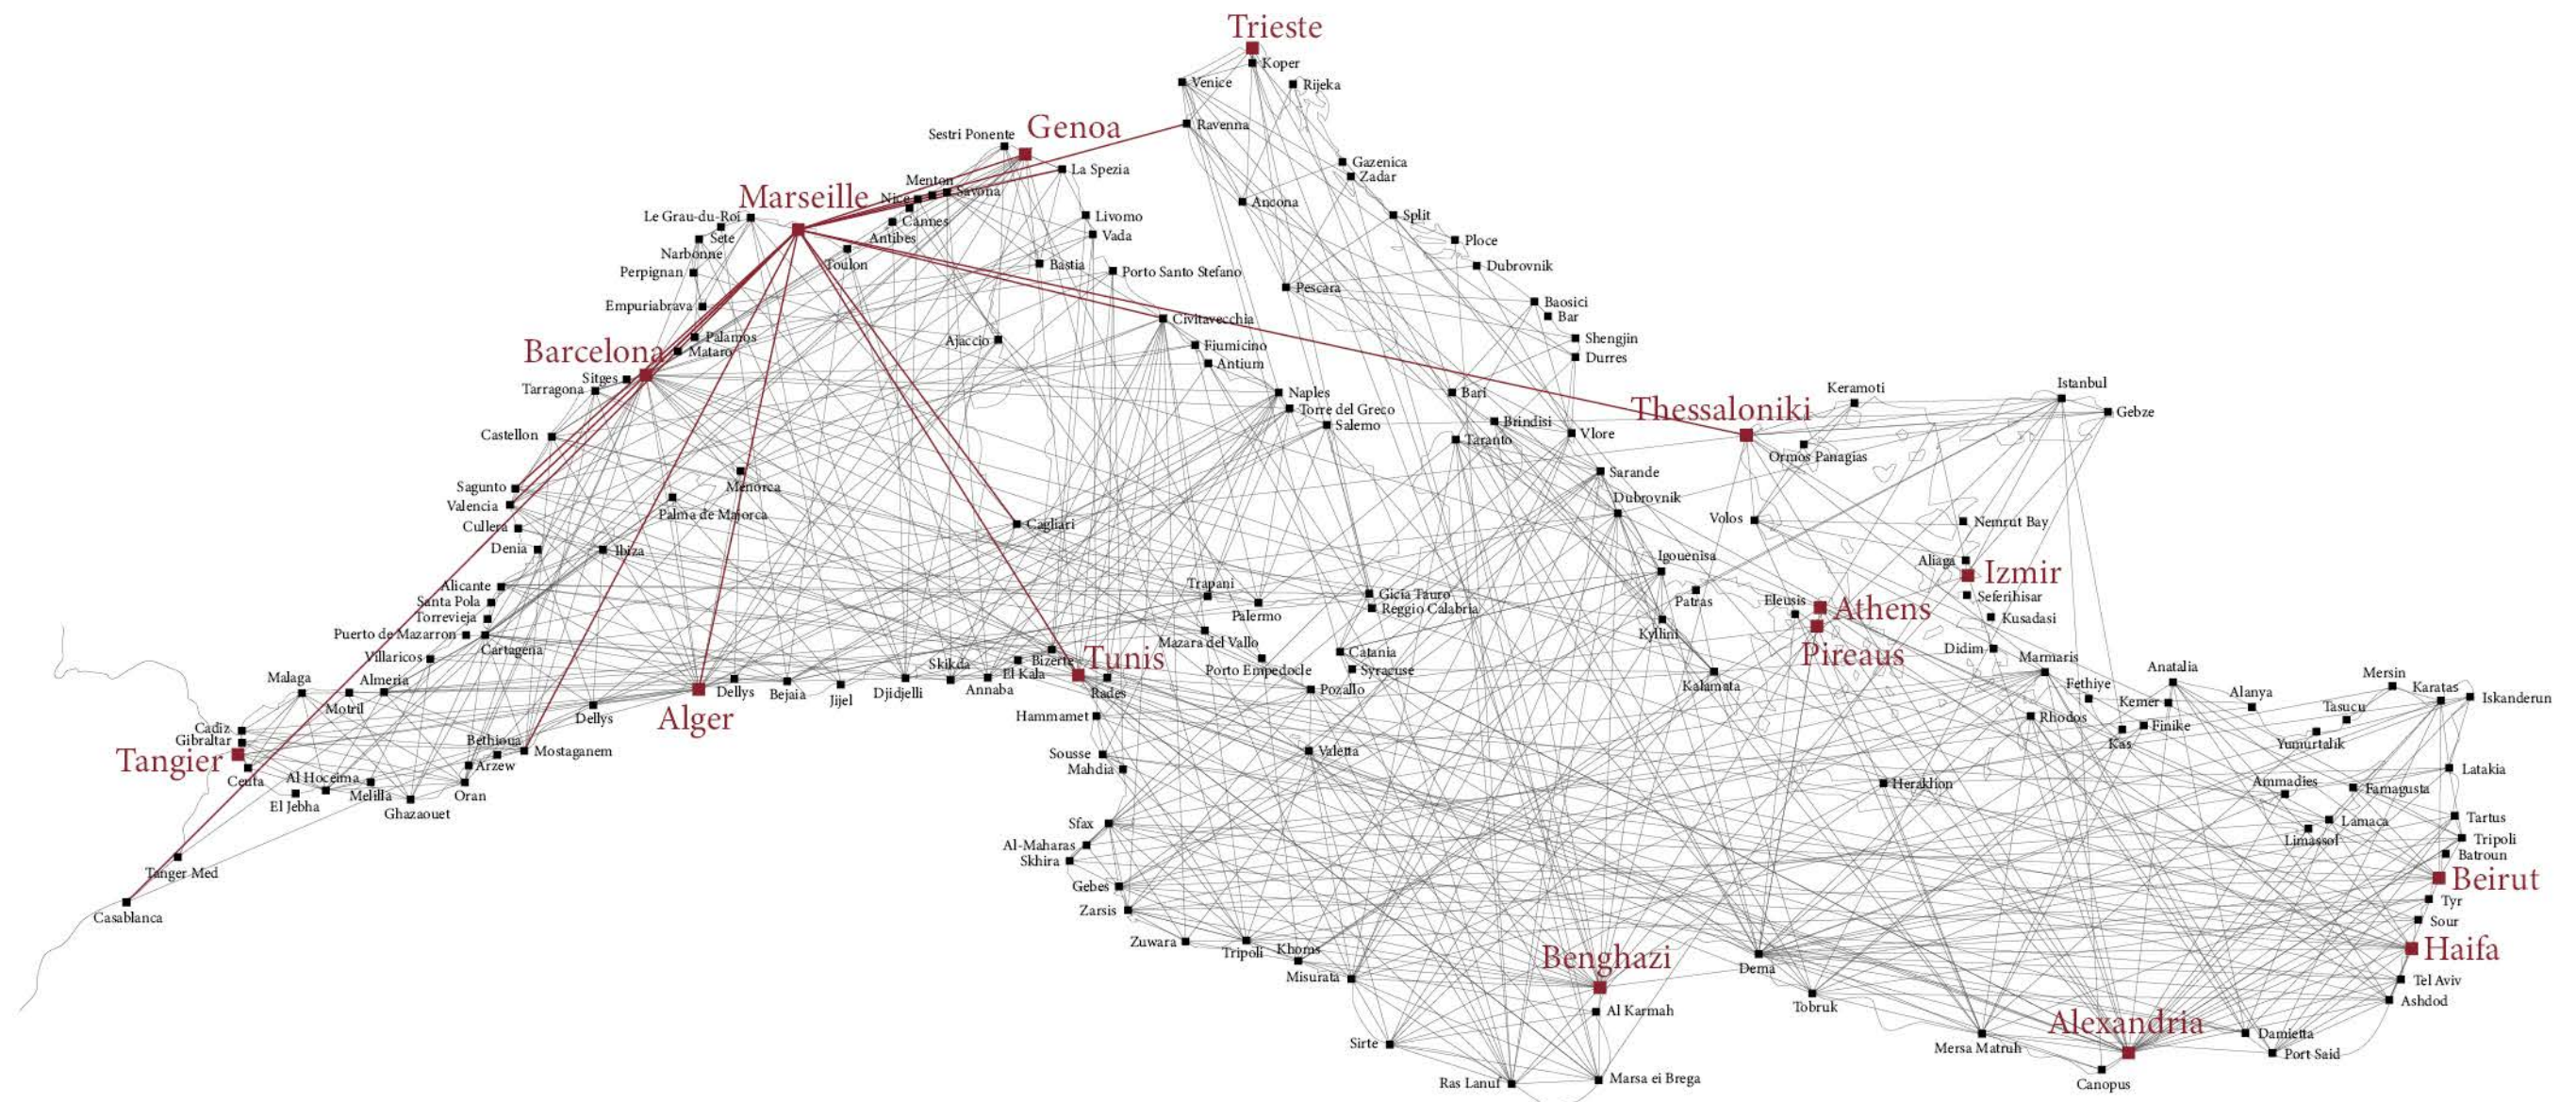 Trieste
Koper
Venice
Rijeka
Ravenna
Sestri Ponente
Genoa
La Spezia
Gazenica
Zadar
Menton
Savona
Nice
Marseille
Cannes
Antibes
Le Grau-du-Roi
Sete
Narbonne
Perpignan
Toulon
Livomo
Vada
Bastia
Porto Santo Stefano
Ancona
Split
Ploce
Dubrovnik
Pescara
Baosici
Bar
Shengjin
Durres
Empuriabrava
Palamos
Mataro
Barcelona
Sitges
Tarragona
Ajaccio
Civitavecchia
Fiumicino
Antium
Naples
Torre del Greco
Salemo
Bari
Brindisi
Taranto
Vlore
Thessaloniki
Keramoti
Ormos Panagias
Istanbul
Gebze
Castellon
Sagunto
Valencia
Cullera
Denia
Menorca
Palma de Majorca
Ibiza
Cagliari
Sarande
Dubrovnik
Volos
Nemrut Bay
Aliaga
Izmir
Seferihisar
Kusadasi
Igouenisa
Patras
Eleusis
Athens
Pireaus
Kyllini
Didim
Marmaris
Alicante
Santa Pola
Torrevieja
Puerto de Mazarron
Cartagena
Villaricos
Trapani
Palermo
Gicia Tauro
Reggio Calabria
Mazara del Vallo
Porto Empedocle
Catania
Syracuse
Pozallo
Kalamata
Malaga
Motril
Almeria
Dellys
Alger
Dellys
Bejaia
Jijel
Djidjelli
Skikda
Annaba
El Kala
Bizerte
Tunis
Rades
Fethiye
Anatalia
Kemer
Alanya
Mersin
Karatas
Iskanderun
Tasucu
Rhodos
Kas
Finike
Yumurtalik
Cadiz
Gibraltar
Tangier
Ceuta
Al Hoceima
El Jebha
Melilla
Ghazaouet
Oran
Arzew
Bethioua
Mostaganem
Hammamet
Sousse
Mahdia
Valetta
Heraklion
Latakia
Ammadies
Famagusta
Lamaca
Limassol
Tartus
Tripoli
Batroun
Beirut
Tyr
Sour
Haifa
Tel Aviv
Ashdod
Tanger Med
Casablanca
Sfax
Al-Maharas
Skhira
Gebes
Zarsis
Zuwara
Tripoli
Khoms
Misurata
Benghazi
Al Karmah
Sirte
Ras Lanuf
Marsa ei Brega
Dema
Tobruk
Mersa Matruh
Alexandria
Canopus
Damietta
Port Said